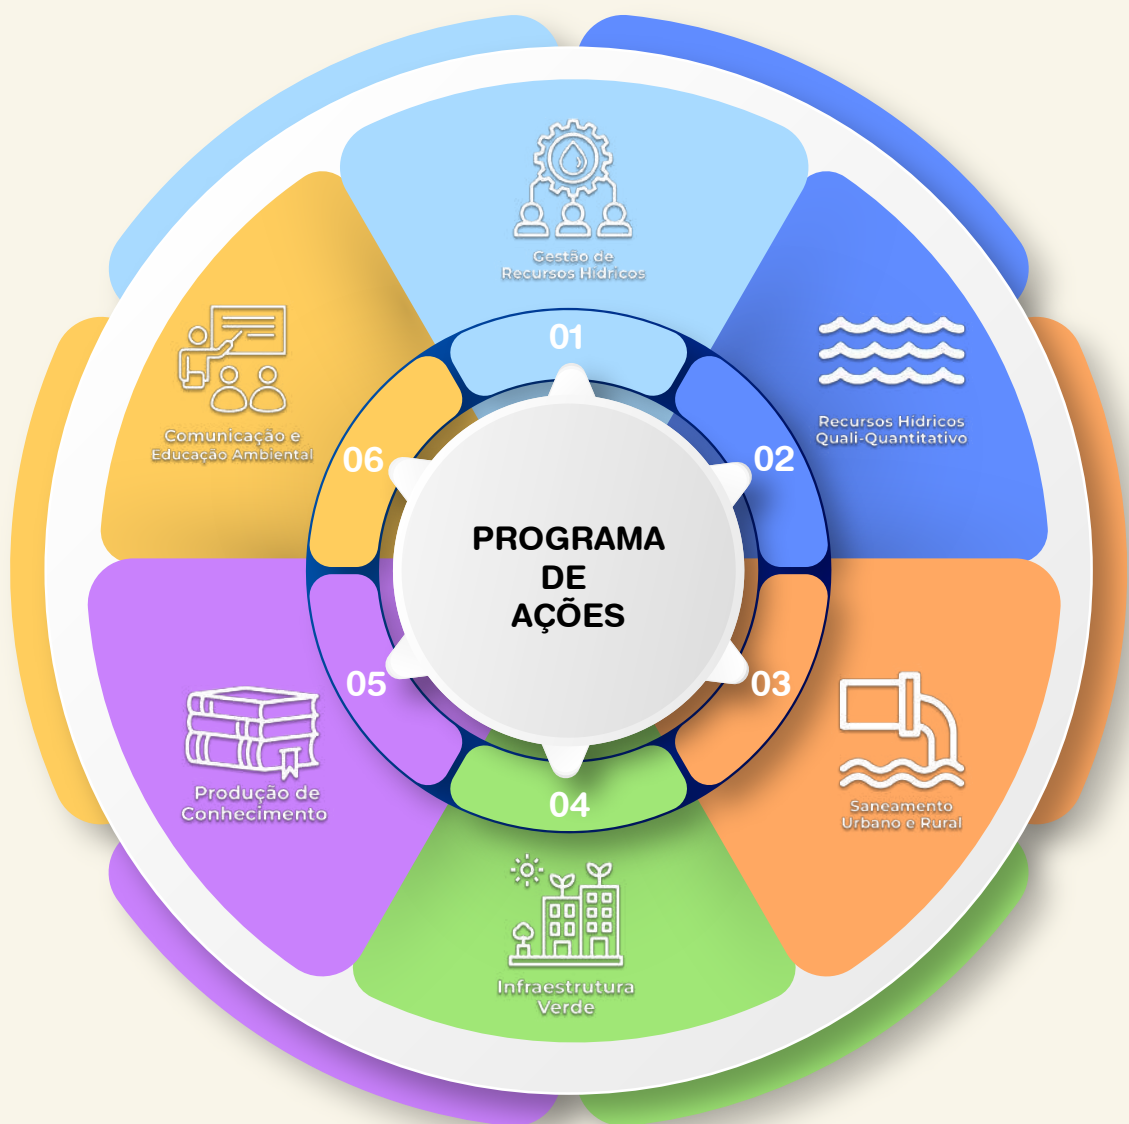 Gestão de
Recursos Hídricos
01
Recursos Hídricos
Quali-Quantitativo
02
Saneamento
Urbano e Rural
03
Infraestrutura
Verde
04
Produção de
Conhecimento
05
Comunicação e
Educação Ambiental
06
PROGRAMA
DE
AÇÕES